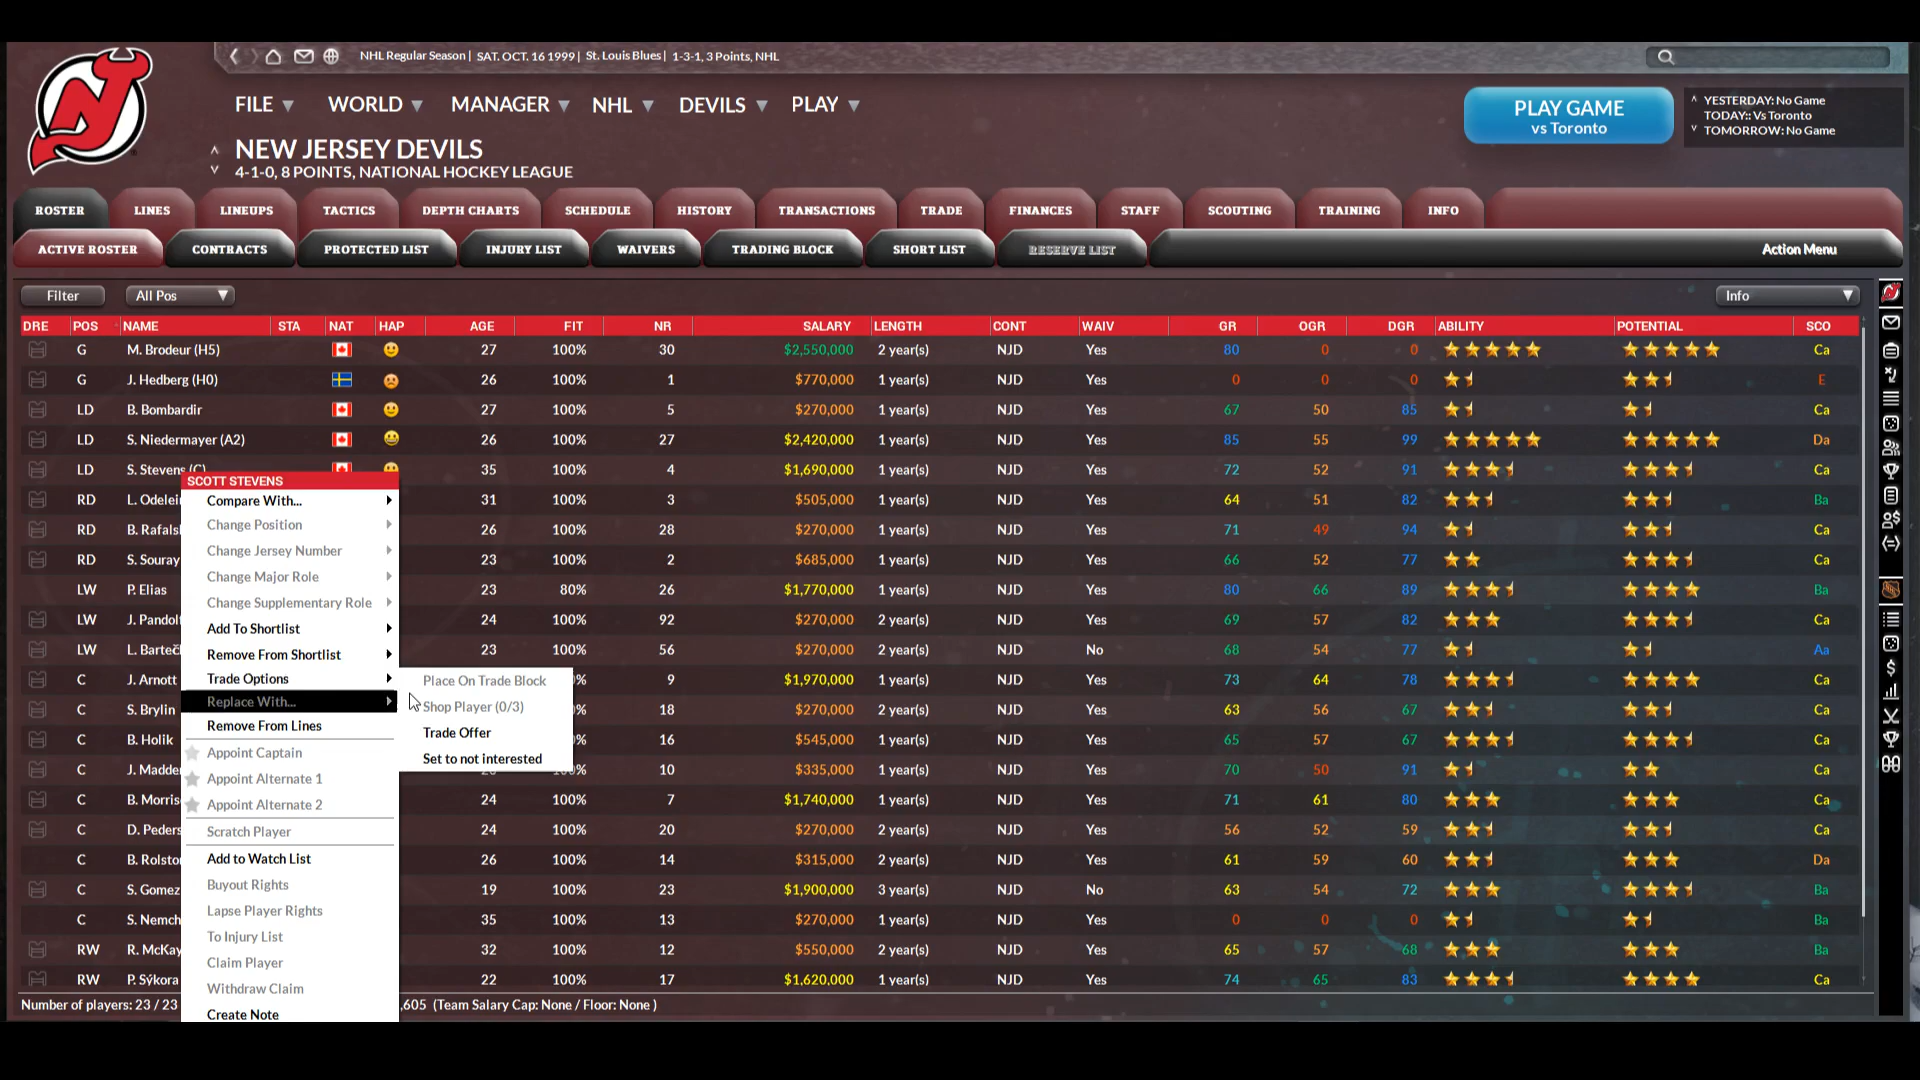 NHL Regular Season | SAT. OCT. 16 1999 | St. Louis Blues | 1-3-1, 3 Points, NHL
FILE WORLD MANAGER NHL DEVILS PLAY
PLAY GAME
vs Toronto
YESTERDAY: No Game
TODAY:: Vs Toronto
TOMORROW: No Game
NEW JERSEY DEVILS
4-1-0, 8 POINTS, NATIONAL HOCKEY LEAGUE
ROSTER LINES LINEUPS TACTICS DEPTH CHARTS SCHEDULE HISTORY TRANSACTIONS TRADE FINANCES STAFF SCOUTING TRAINING INFO
ACTIVE ROSTER CONTRACTS PROTECTED LIST INJURY LIST WAIVERS TRADING BLOCK SHORT LIST RESERVE LIST Action Menu
Filter All Pos Info
DRE POS NAME STA NAT HAP AGE FIT NR SALARY LENGTH CONT WAIV GR OGR DGR ABILITY POTENTIAL SCO
G M. Brodeur (H5) 27 100% 30 $2,550,000 2 year(s) NJD Yes 80 0 0 Ca
G J. Hedberg (H0) 26 100% 1 $770,000 1 year(s) NJD Yes 0 0 0 E
LD B. Bombardir 27 100% 5 $270,000 1 year(s) NJD Yes 67 50 85 Ca
LD S. Niedermayer (A2) 26 100% 27 $2,420,000 1 year(s) NJD Yes 85 55 99 Da
LD S. Stevens (C) 35 100% 4 $1,690,000 1 year(s) NJD Yes 72 52 91 Ca
RD L. Odelei 31 100% 3 $505,000 1 year(s) NJD Yes 64 51 82 Ba
RD B. Rafals 26 100% 28 $270,000 1 year(s) NJD Yes 71 49 94 Ca
RD S. Souray 23 100% 2 $685,000 1 year(s) NJD Yes 66 52 77 Ca
LW P. Elias 23 80% 26 $1,770,000 1 year(s) NJD Yes 80 66 89 Ba
LW J. Pandol 24 100% 92 $270,000 1 year(s) NJD Yes 69 57 82 Ca
LW L. Barteč 23 100% 56 $270,000 2 year(s) NJD No 68 54 77 Aa
C J. Arnott 9 $1,970,000 1 year(s) NJD Yes 73 64 78 Ca
C S. Brylin 18 $270,000 2 year(s) NJD Yes 63 56 67 Ca
C B. Holik 16 $545,000 1 year(s) NJD Yes 65 57 67 Ca
C J. Madde 10 $335,000 1 year(s) NJD Yes 70 50 91 Ca
C B. Morris 24 100% 7 $1,740,000 1 year(s) NJD Yes 71 61 80 Ca
C D. Peders 24 100% 20 $270,000 2 year(s) NJD Yes 56 52 59 Ca
C B. Rolsto 26 100% 14 $315,000 2 year(s) NJD Yes 61 59 60 Da
C S. Gomez 19 100% 23 $1,900,000 3 year(s) NJD No 63 54 72 Ba
C S. Nemch 35 100% 13 $270,000 1 year(s) NJD Yes 0 0 0 Ba
RW R. McKay 32 100% 12 $550,000 2 year(s) NJD Yes 65 57 68 Ba
RW P. Sýkora 22 100% 17 $1,620,000 1 year(s) NJD Yes 74 65 83 Ca
SCOTT STEVENS
Compare With...
Change Position
Change Jersey Number
Change Major Role
Change Supplementary Role
Add To Shortlist
Remove From Shortlist
Trade Options
Replace With...
Remove From Lines
Appoint Captain
Appoint Alternate 1
Appoint Alternate 2
Scratch Player
Add to Watch List
Buyout Rights
Lapse Player Rights
To Injury List
Claim Player
Withdraw Claim
Create Note
Place On Trade Block
Shop Player (0/3)
Trade Offer
Set to not interested
Number of players: 23 / 23 ,605 (Team Salary Cap: None / Floor: None )